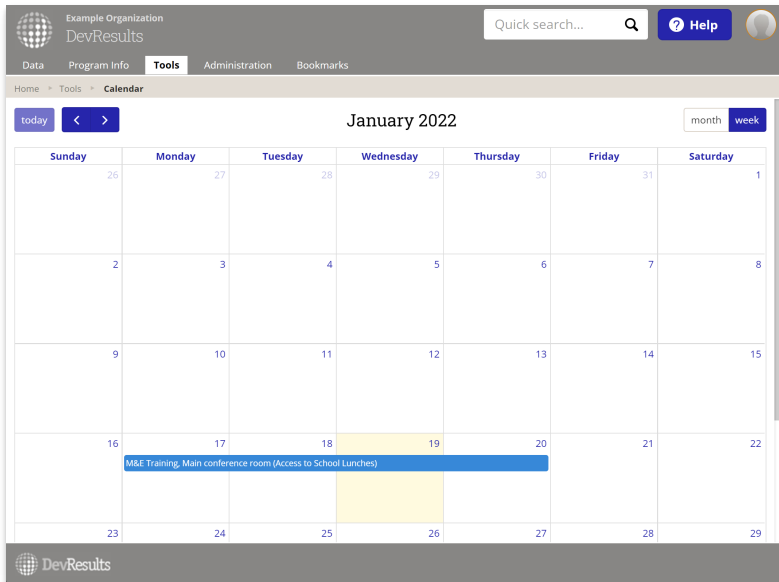 Example Organization
DevResults
Quick search...
? Help
Data Program Info Tools Administration Bookmarks
Home Tools Calendar
today < > January 2022 month week
Sunday Monday Tuesday Wednesday Thursday Friday Saturday
26 27 28 29 30 31 1
2 3 4 5 6 7 8
9 10 11 12 13 14 15
16 17 18 19 20 21 22
M&E Training, Main conference room (Access to School Lunches)
23 24 25 26 27 28 29
DevResults